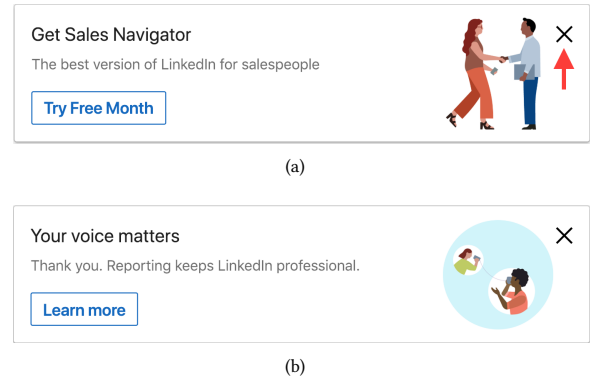 Get Sales Navigator
The best version of LinkedIn for salespeople
Try Free Month
(a)
Your voice matters
Thank you. Reporting keeps LinkedIn professional.
Learn more
(b)